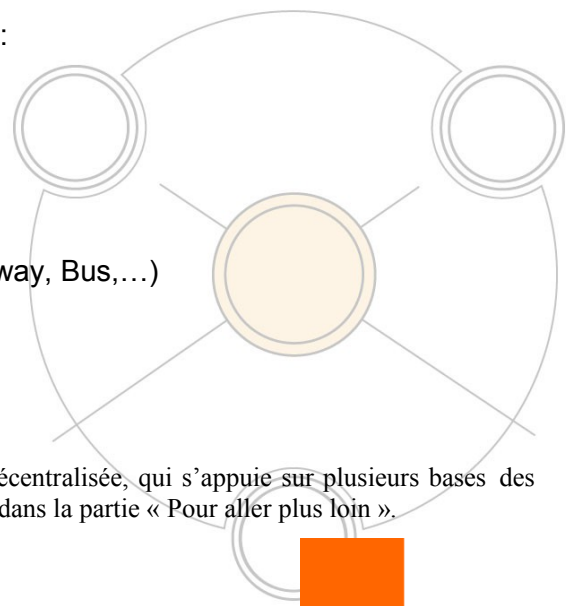 :
way, Bus,…)
écentralisée, qui s’appuie sur plusieurs bases des
dans la partie « Pour aller plus loin ».